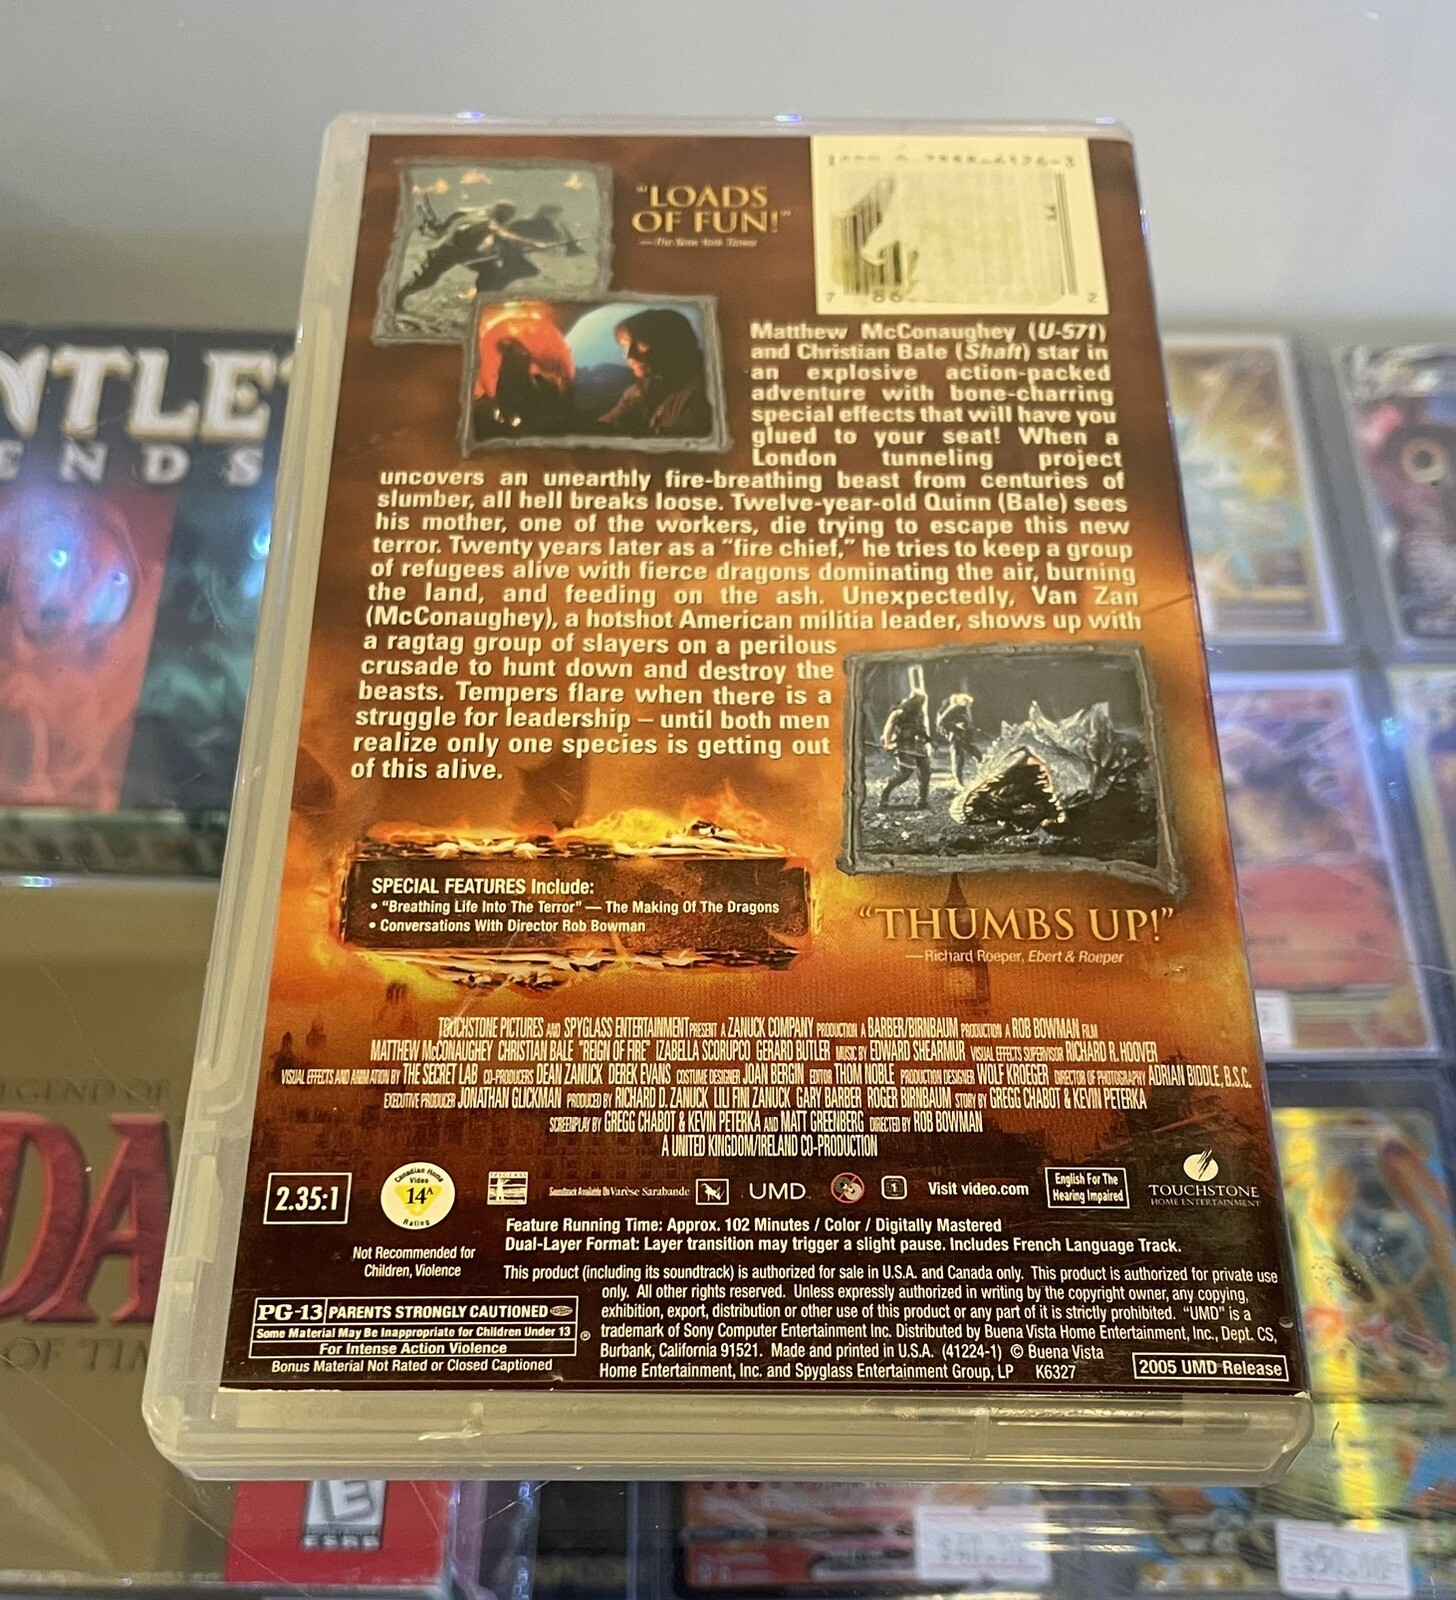 "LOADS
OF FUN!"
—The New York Times
7 86
2
Matthew McConaughey (U-571)
and Christian Bale (Shaft) star in
an explosive action-packed
adventure with bone-charring
special effects that will have you
glued to your seat! When a
London tunneling project
uncovers an unearthly fire-breathing beast from centuries of
slumber, all hell breaks loose. Twelve-year-old Quinn (Bale) sees
his mother, one of the workers, die trying to escape this new
terror. Twenty years later as a "fire chief," he tries to keep a group
of refugees alive with fierce dragons dominating the air, burning
the land, and feeding on the ash. Unexpectedly, Van Zan
(McConaughey), a hotshot American militia leader, shows up with
a ragtag group of slayers on a perilous
crusade to hunt down and destroy the
beasts. Tempers flare when there is a
struggle for leadership – until both men
realize only one species is getting out
of this alive.
SPECIAL FEATURES Include:
• "Breathing Life Into The Terror" — The Making Of The Dragons
• Conversations With Director Rob Bowman
"THUMBS UP!"
—Richard Roeper, Ebert & Roeper
TOUCHSTONE PICTURES AND SPYGLASS ENTERTAINMENT PRESENT A ZANUCK COMPANY PRODUCTION A BARBER/BIRNBAUM PRODUCTION A ROB BOWMAN FILM
MATTHEW McCONAUGHEY CHRISTIAN BALE "REIGN OF FIRE" IZABELLA SCORUPCO GERARD BUTLER MUSIC BY EDWARD SHEARMUR VISUAL EFFECTS SUPERVISOR RICHARD R. HOOVER
VISUAL EFFECTS AND ANIMATION BY THE SECRET LAB CO-PRODUCERS DEAN ZANUCK DEREK EVANS COSTUME DESIGNER JOAN BERGIN EDITOR THOM NOBLE PRODUCTION DESIGNER WOLF KROEGER DIRECTOR OF PHOTOGRAPHY ADRIAN BIDDLE, B.S.C.
EXECUTIVE PRODUCER JONATHAN GLICKMAN PRODUCED BY RICHARD D. ZANUCK LILI FINI ZANUCK GARY BARBER ROGER BIRNBAUM STORY BY GREGG CHABOT & KEVIN PETERKA
SCREENPLAY BY GREGG CHABOT & KEVIN PETERKA AND MATT GREENBERG DIRECTED BY ROB BOWMAN
A UNITED KINGDOM/IRELAND CO-PRODUCTION
2.35:1
Canadian Home
Video
14A
Rating
SPYGLASS
Soundtrack Available On Varèse Sarabande
UMD
1
Visit video.com
English For The
Hearing Impaired
TOUCHSTONE
HOME ENTERTAINMENT
Not Recommended for
Children, Violence
Feature Running Time: Approx. 102 Minutes / Color / Digitally Mastered
Dual-Layer Format: Layer transition may trigger a slight pause. Includes French Language Track.
PG-13 PARENTS STRONGLY CAUTIONED
Some Material May Be Inappropriate for Children Under 13
For Intense Action Violence
Bonus Material Not Rated or Closed Captioned
This product (including its soundtrack) is authorized for sale in U.S.A. and Canada only. This product is authorized for private use
only. All other rights reserved. Unless expressly authorized in writing by the copyright owner, any copying,
exhibition, export, distribution or other use of this product or any part of it is strictly prohibited. "UMD" is a
trademark of Sony Computer Entertainment Inc. Distributed by Buena Vista Home Entertainment, Inc., Dept. CS,
Burbank, California 91521. Made and printed in U.S.A. (41224-1) © Buena Vista
Home Entertainment, Inc. and Spyglass Entertainment Group, LP K6327
2005 UMD Release
NTLE
ENDS
EGEND OF
DA
OF TIM
E
ESRB